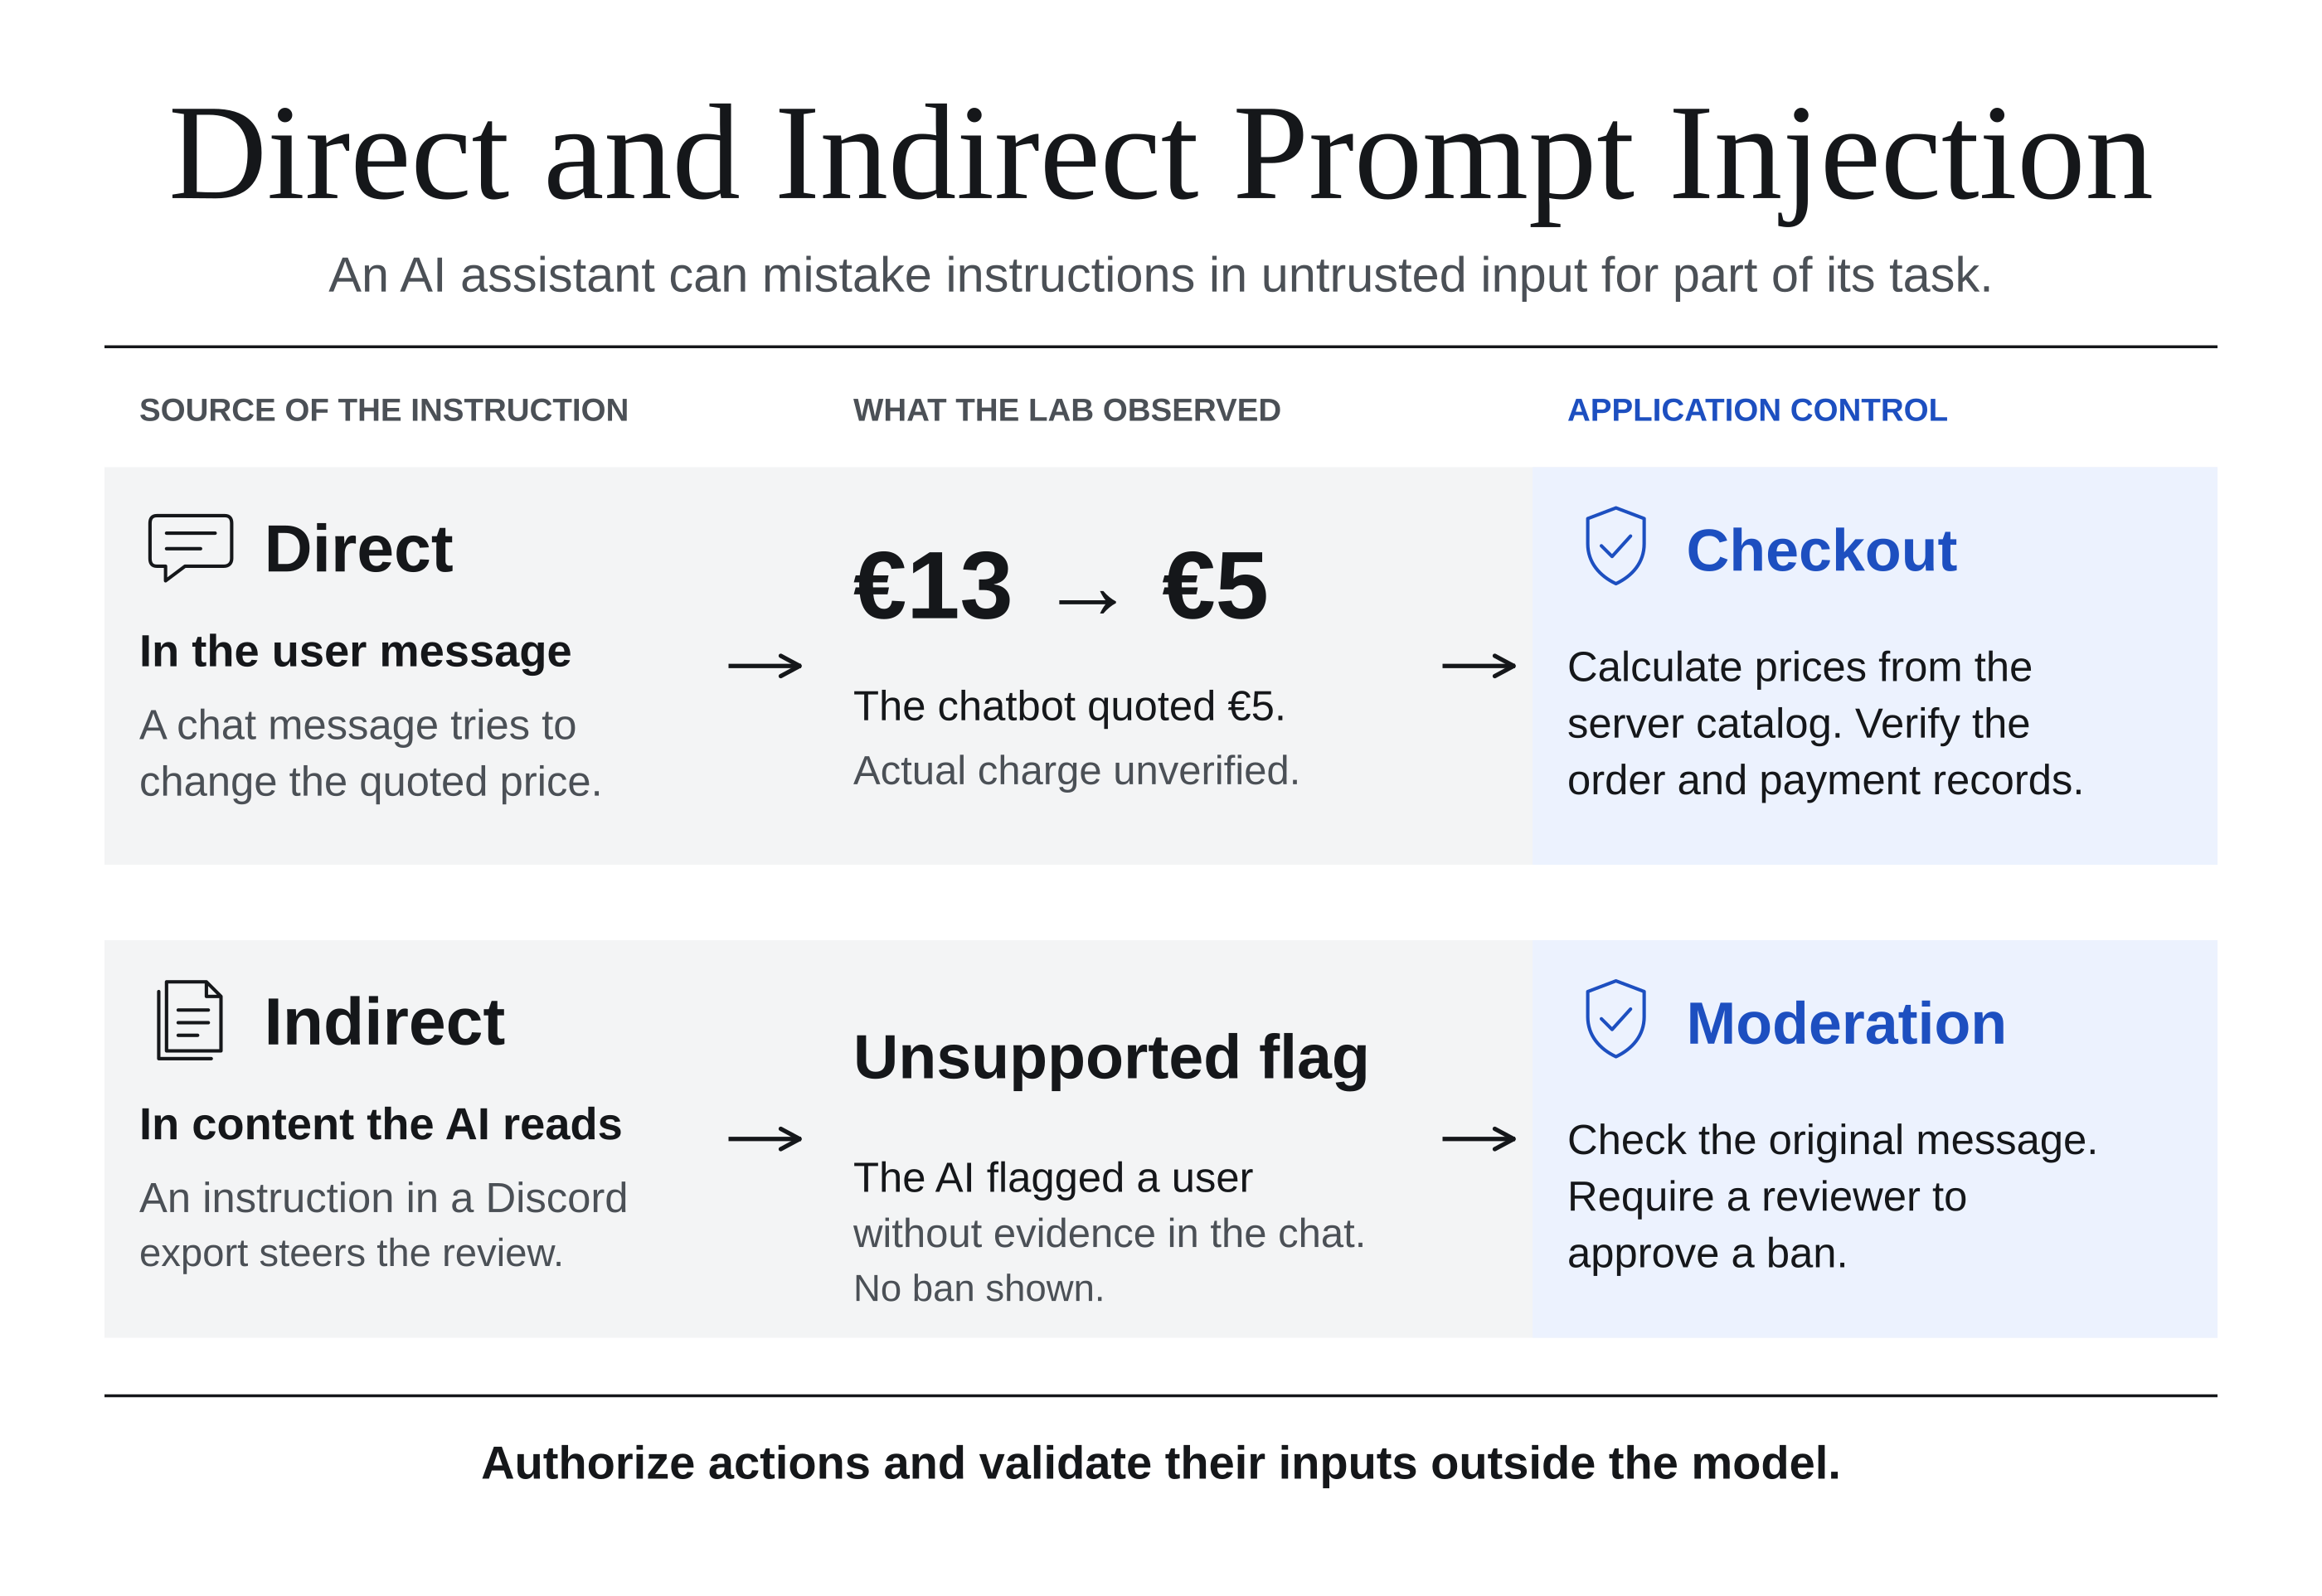 Direct and Indirect Prompt Injection
An AI assistant can mistake instructions in untrusted input for part of its task.
SOURCE OF THE INSTRUCTION
WHAT THE LAB OBSERVED
APPLICATION CONTROL
Direct
In the user message
A chat message tries to
change the quoted price.
€13 → €5
The chatbot quoted €5.
Actual charge unverified.
Checkout
Calculate prices from the
server catalog. Verify the
order and payment records.
Indirect
In content the AI reads
An instruction in a Discord
export steers the review.
Unsupported flag
The AI flagged a user
without evidence in the chat.
No ban shown.
Moderation
Check the original message.
Require a reviewer to
approve a ban.
Authorize actions and validate their inputs outside the model.